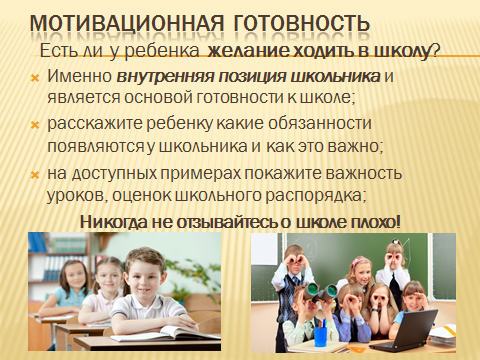 МОТИВАЦИОННАЯ ГОТОВНОСТЬ
Есть ли у ребенка желание ходить в школу?
Именно внутренняя позиция школьника и
является основой готовности к школе;
расскажите ребенку какие обязанности
появляются у школьника и как это важно;
на доступных примерах покажите важность
уроков, оценок школьного распорядка;
Никогда не отзывайтесь о школе плохо!